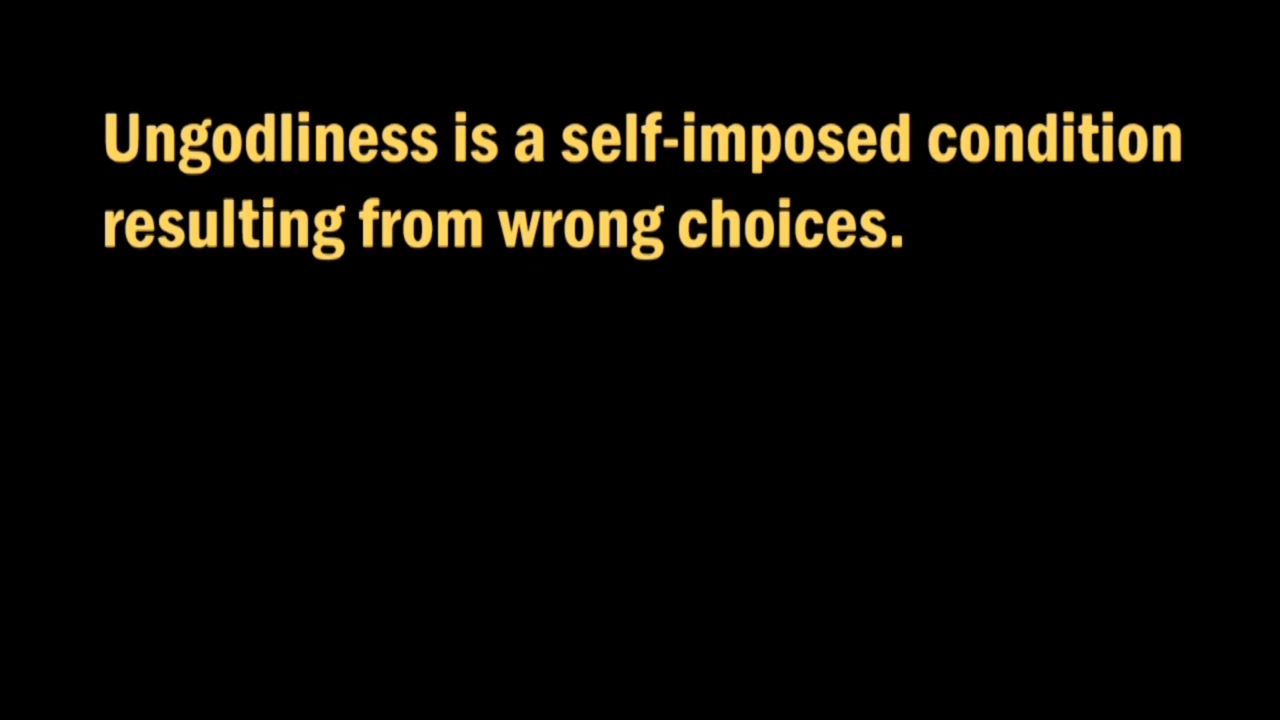 Ungodliness is a self-imposed condition
resulting from wrong choices.